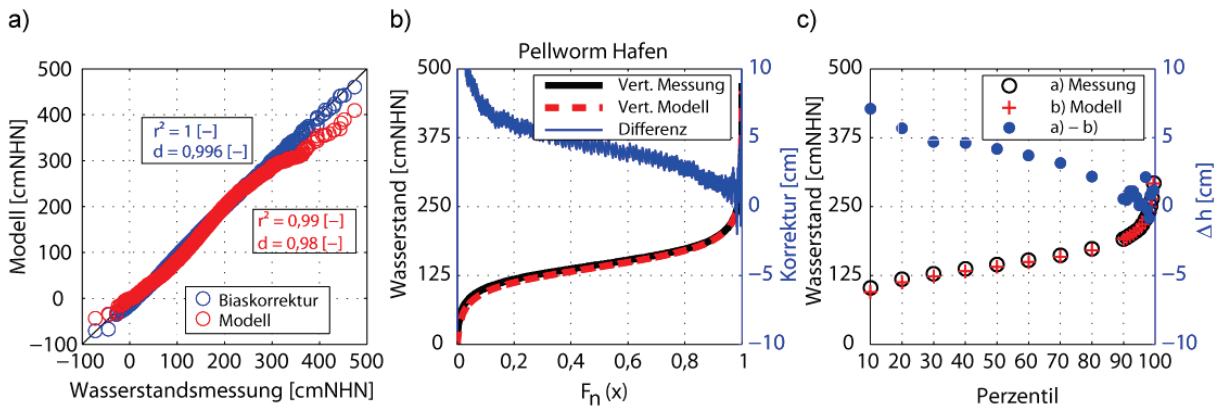 a)
500
400
300
200
100
0
−100
Modell [cmNHN]
r² = 1 [−]
d = 0,996 [−]
r² = 0,99 [−]
d = 0,98 [−]
Biaskorrektur
Modell
−100 0 100 200 300 400 500
Wasserstandsmessung [cmNHN]
b)
Pellworm Hafen
500
375
250
125
0
Wasserstand [cmNHN]
Vert. Messung
Vert. Modell
Differenz
10
5
0
−5
−10
Korrektur [cm]
0 0,2 0,4 0,6 0,8 1
Fn (x)
c)
500
375
250
125
0
Wasserstand [cmNHN]
a) Messung
b) Modell
a) − b)
10
5
0
−5
−10
Δ h [cm]
10 20 30 40 50 60 70 80 90 100
Perzentil